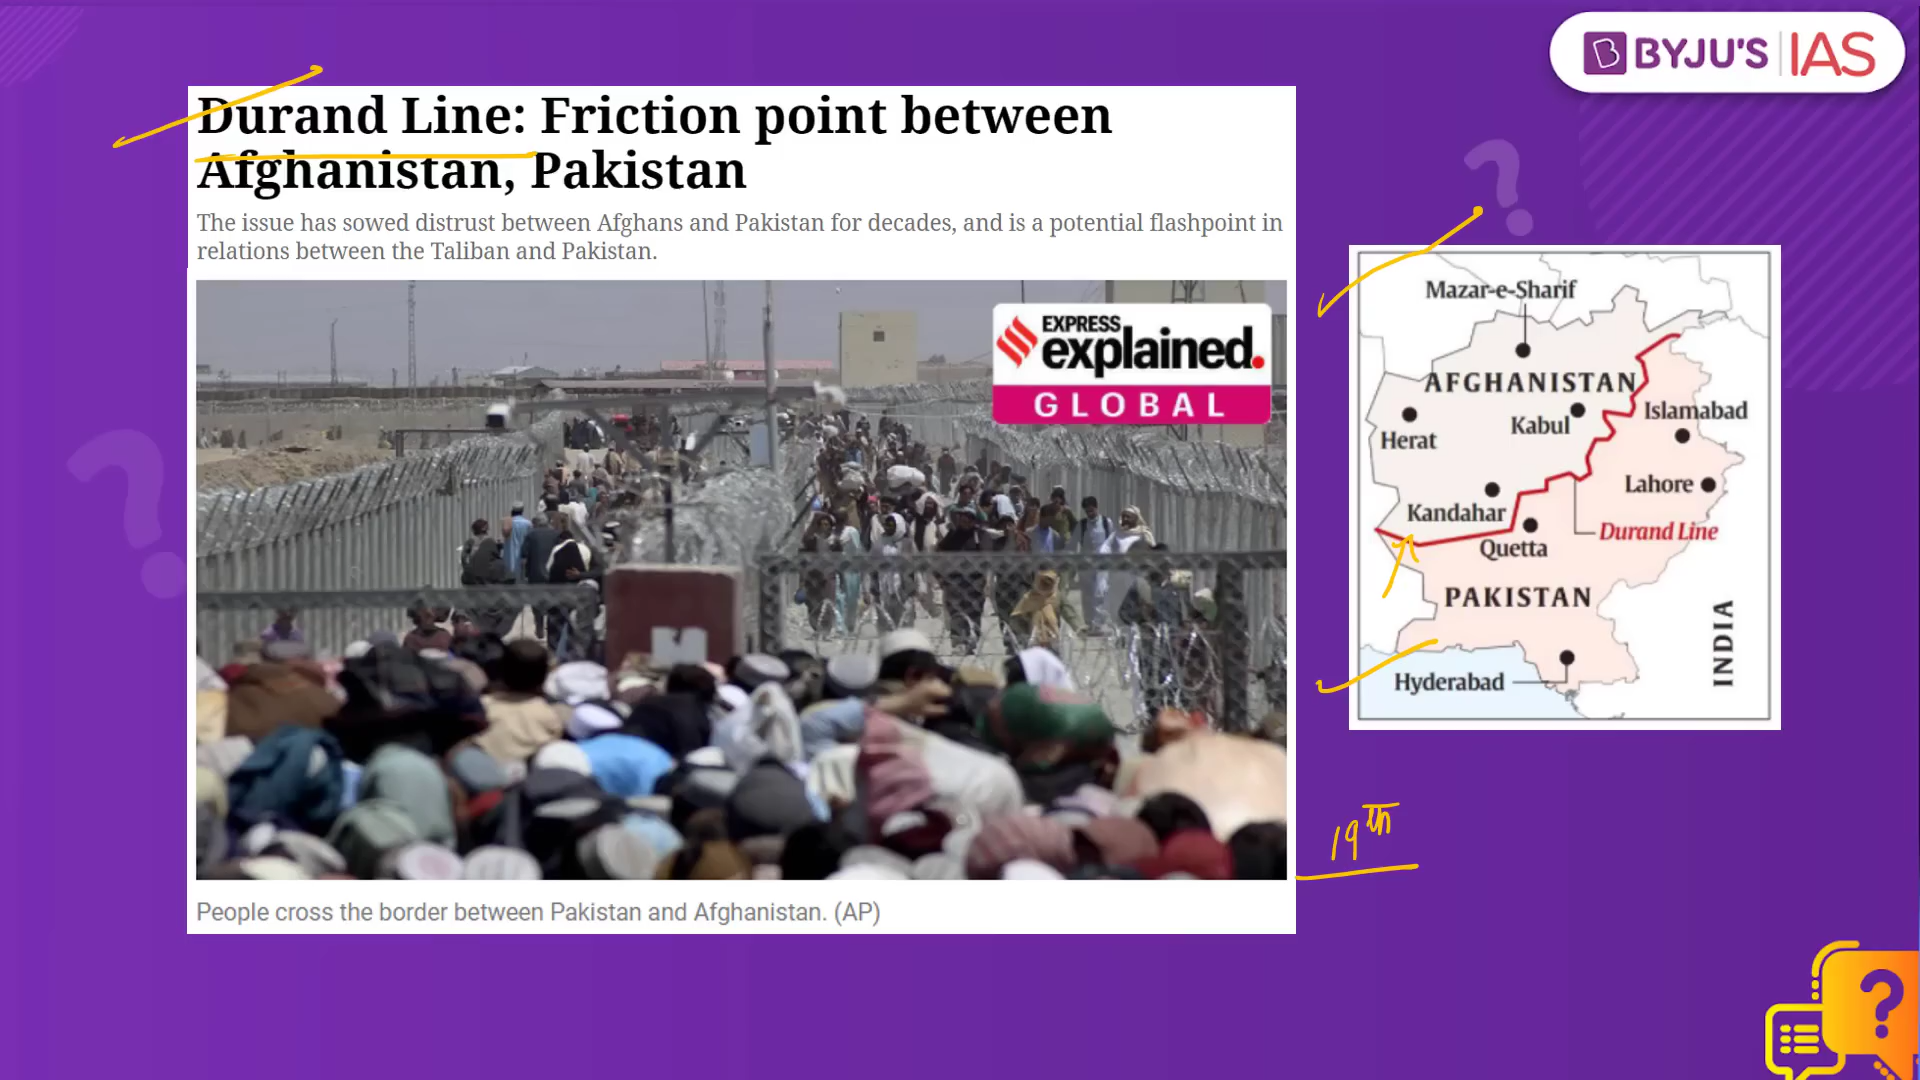 BYJU'S IAS
Durand Line: Friction point between
Afghanistan, Pakistan
The issue has sowed distrust between Afghans and Pakistan for decades, and is a potential flashpoint in
relations between the Taliban and Pakistan.
EXPRESS
explained.
GLOBAL
People cross the border between Pakistan and Afghanistan. (AP)
Mazar-e-Sharif
AFGHANISTAN
Herat
Kabul
Islamabad
Lahore
Kandahar
Durand Line
Quetta
PAKISTAN
INDIA
Hyderabad
19th